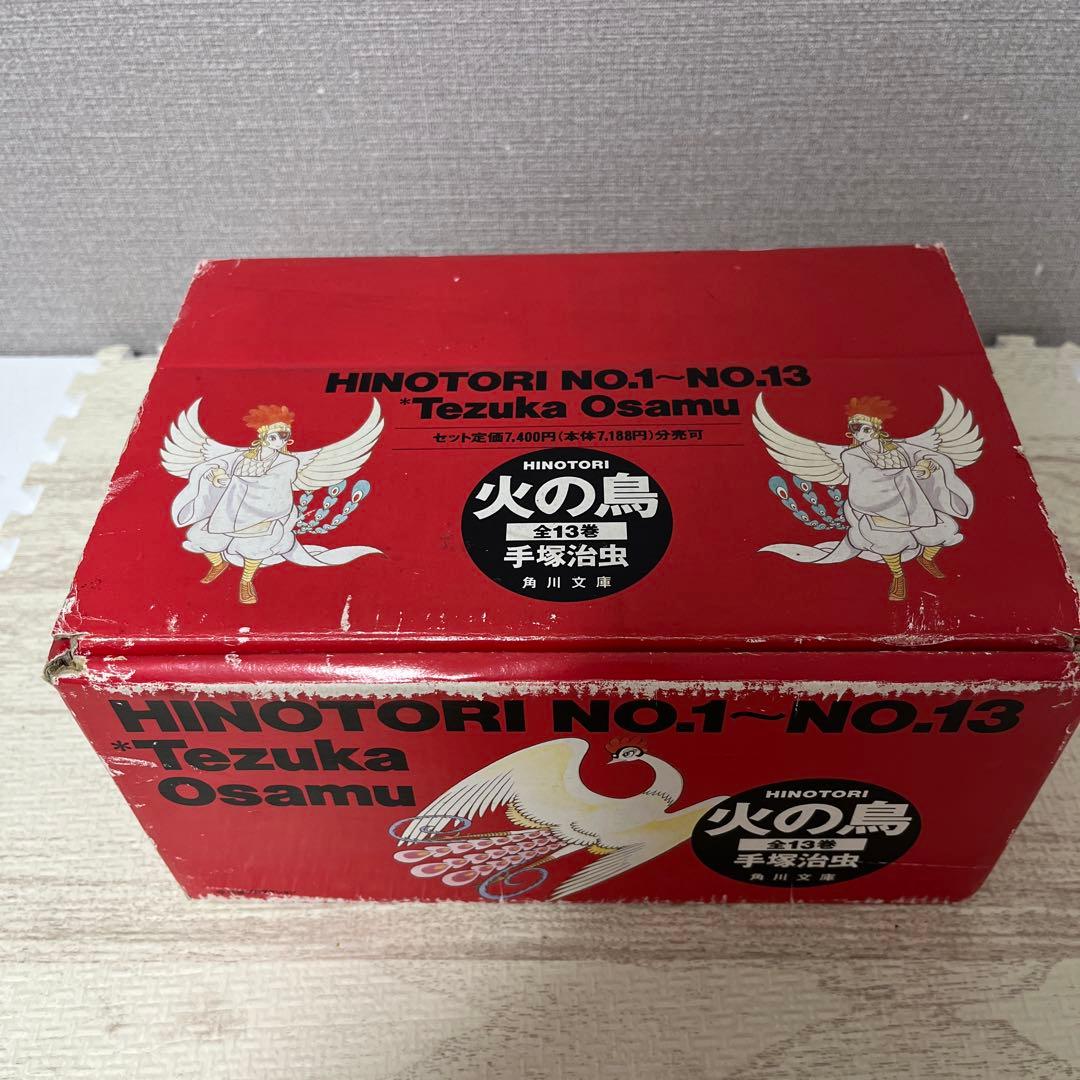 HINOTORI NO.1～NO.13
*Tezuka Osamu
セット定価7,400円(本体7,188円)分売可
HINOTORI
火の鳥
全13巻
手塚治虫
角川文庫
HINOTORI NO.1～NO.13
*Tezuka
Osamu
HINOTORI
火の鳥
全13巻
手塚治虫
角川文庫